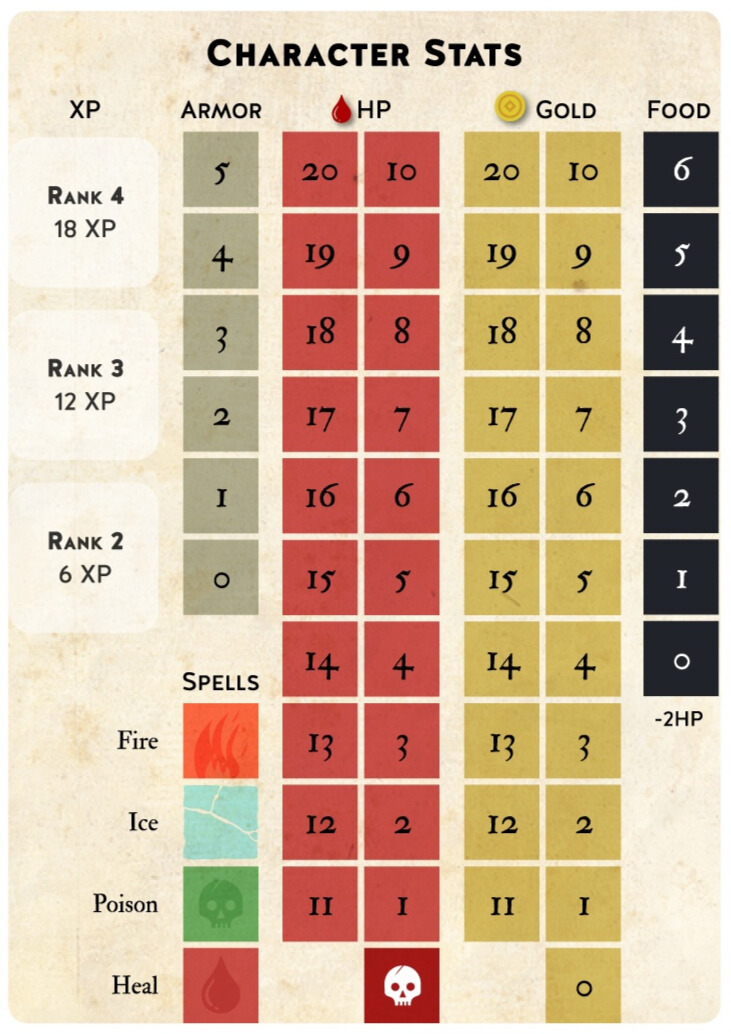 CHARACTER STATS
XP ARMOR HP GOLD FOOD
RANK 4
18 XP
RANK 3
12 XP
RANK 2
6 XP
5 20 10 20 10 6
4 19 9 19 9 5
3 18 8 18 8 4
2 17 7 17 7 3
1 16 6 16 6 2
0 15 5 15 5 1
14 4 14 4 0
SPELLS
-2HP
Fire 13 3 13 3
Ice 12 2 12 2
Poison 11 1 11 1
Heal 0